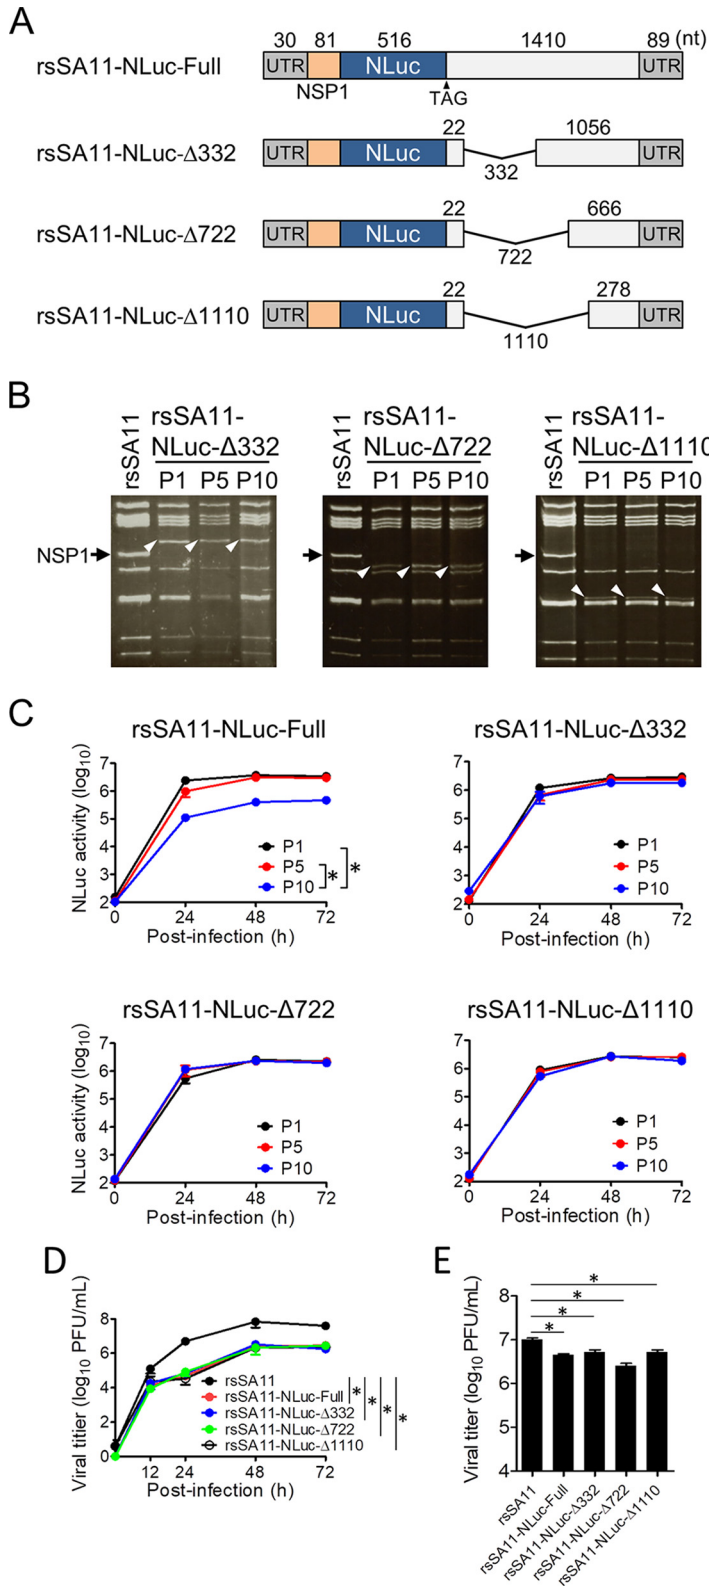 A
30 81 516 1410 89 (nt)
rsSA11-NLuc-Full UTR NLuc UTR
NSP1 TAG
22 1056
rsSA11-NLuc-Δ332 UTR NLuc UTR
332
22 666
rsSA11-NLuc-Δ722 UTR NLuc UTR
722
22 278
rsSA11-NLuc-Δ1110 UTR NLuc UTR
1110
B
rsSA11
rsSA11-
NLuc-Δ332
P1 P5 P10
rsSA11
rsSA11-
NLuc-Δ722
P1 P5 P10
rsSA11
rsSA11-
NLuc-Δ1110
P1 P5 P10
NSP1
C
rsSA11-NLuc-Full
NLuc activity (log10)
7
6
5
4
3
2
P1
P5
P10
*
*
0 24 48 72
Post-infection (h)
rsSA11-NLuc-Δ332
7
6
5
4
3
2
P1
P5
P10
0 24 48 72
Post-infection (h)
rsSA11-NLuc-Δ722
NLuc activity (log10)
7
6
5
4
3
2
P1
P5
P10
0 24 48 72
Post-infection (h)
rsSA11-NLuc-Δ1110
7
6
5
4
3
2
P1
P5
P10
0 24 48 72
Post-infection (h)
D
Viral titier (log10 PFU/mL)
8
6
4
2
0
rsSA11
rsSA11-NLuc-Full
rsSA11-NLuc-Δ332
rsSA11-NLuc-Δ722
rsSA11-NLuc-Δ1110
*
*
*
*
0 12 24 48 72
Post-infection (h)
E
Viral titer (log10 PFU/mL)
8
7
6
5
4
*
*
*
*
rsSA11
rsSA11-NLuc-Full
rsSA11-NLuc-Δ332
rsSA11-NLuc-Δ722
rsSA11-NLuc-Δ1110